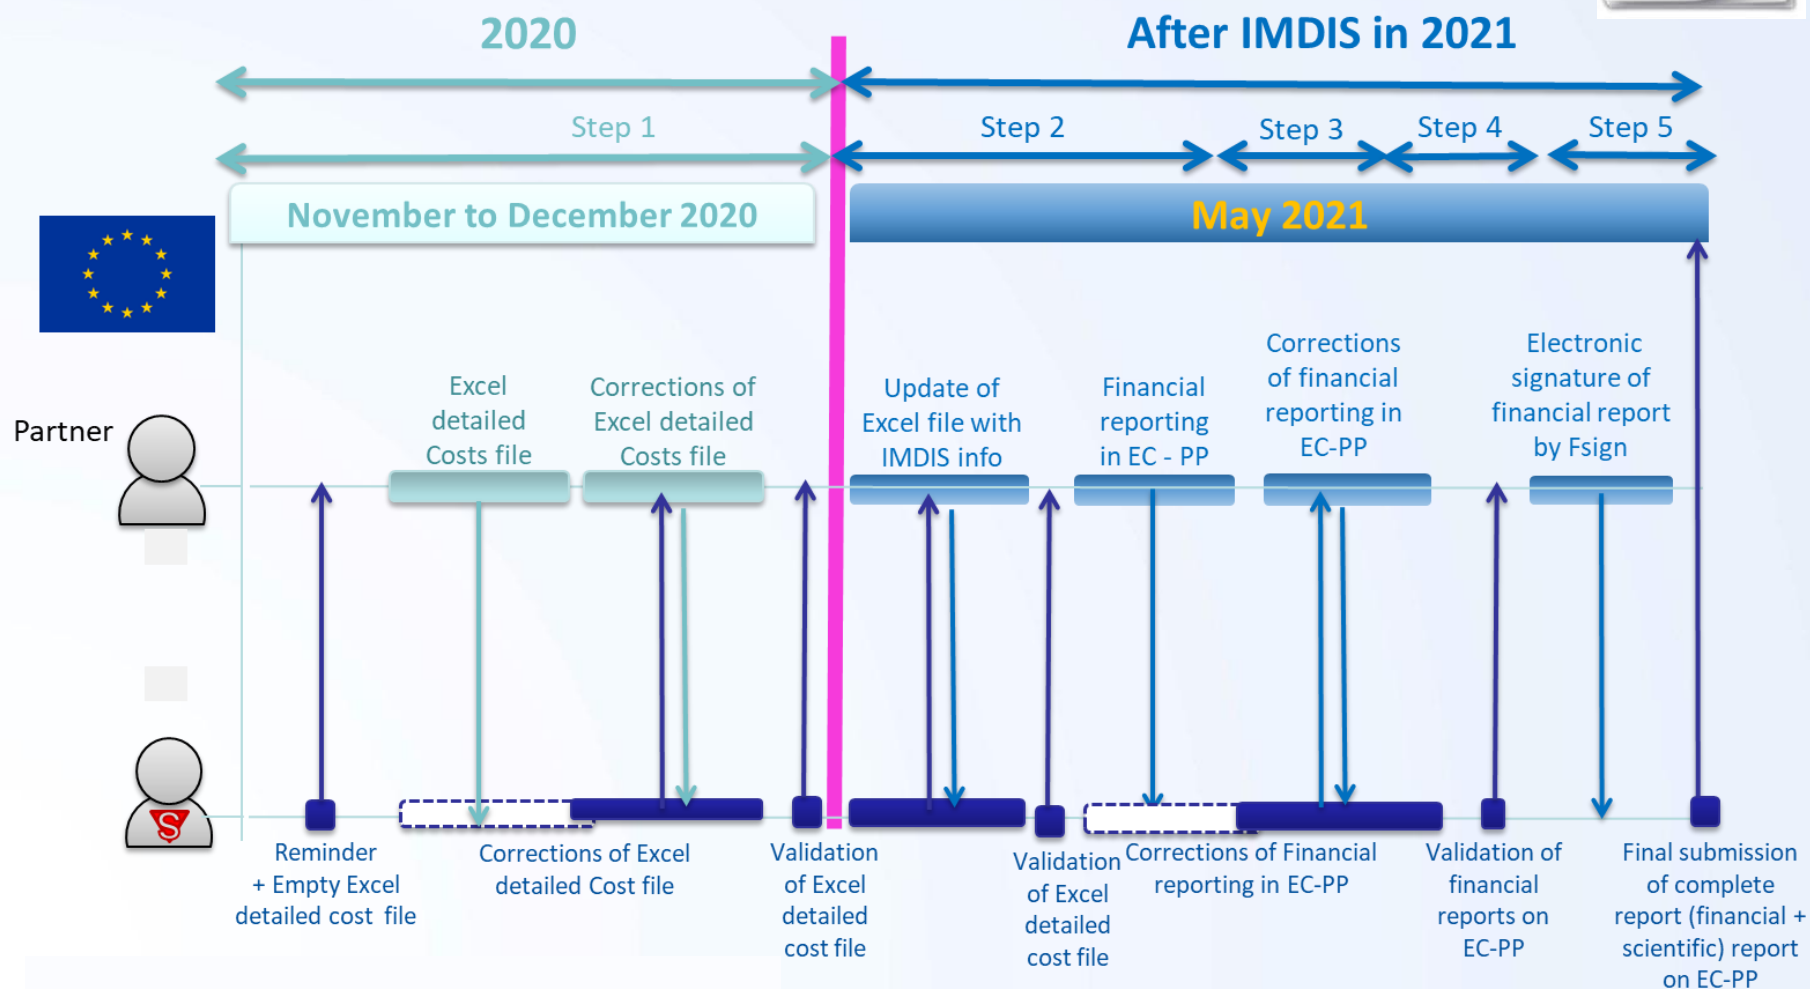 2020
After IMDIS in 2021
Step 1
Step 2
Step 3
Step 4
Step 5
November to December 2020
May 2021
Partner
Excel
detailed
Costs file
Corrections of
Excel detailed
Costs file
Update of
Excel file with
IMDIS info
Financial
reporting
in EC - PP
Corrections
of financial
reporting in
EC-PP
Electronic
signature of
financial report
by Fsign
S
Reminder
+ Empty Excel
detailed cost file
Corrections of Excel
detailed Cost file
Validation
of Excel
detailed
cost file
Validation
of Excel
detailed
cost file
Corrections of Financial
reporting in EC-PP
Validation of
financial
reports on
EC-PP
Final submission
of complete
report (financial +
scientific) report
on EC-PP